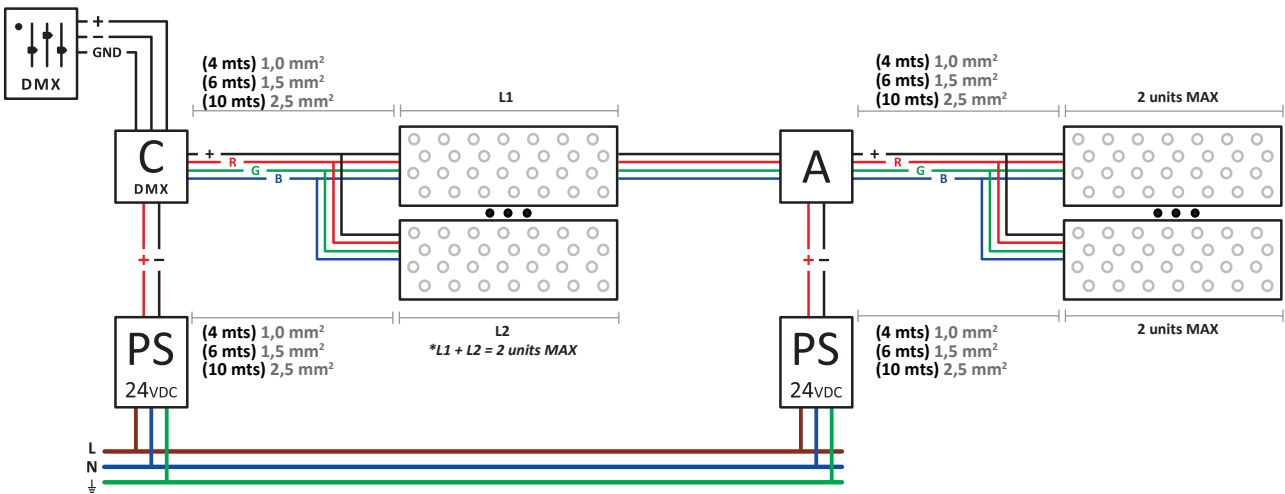 +
−
GND
DMX
(4 mts) 1,0 mm²
(6 mts) 1,5 mm²
(10 mts) 2,5 mm²
L1
(4 mts) 1,0 mm²
(6 mts) 1,5 mm²
(10 mts) 2,5 mm²
2 units MAX
C
DMX
+
R
G
B
A
+
R
G
B
+ −
+ −
PS
24VDC
(4 mts) 1,0 mm²
(6 mts) 1,5 mm²
(10 mts) 2,5 mm²
L2
*L1 + L2 = 2 units MAX
PS
24VDC
(4 mts) 1,0 mm²
(6 mts) 1,5 mm²
(10 mts) 2,5 mm²
2 units MAX
L
N